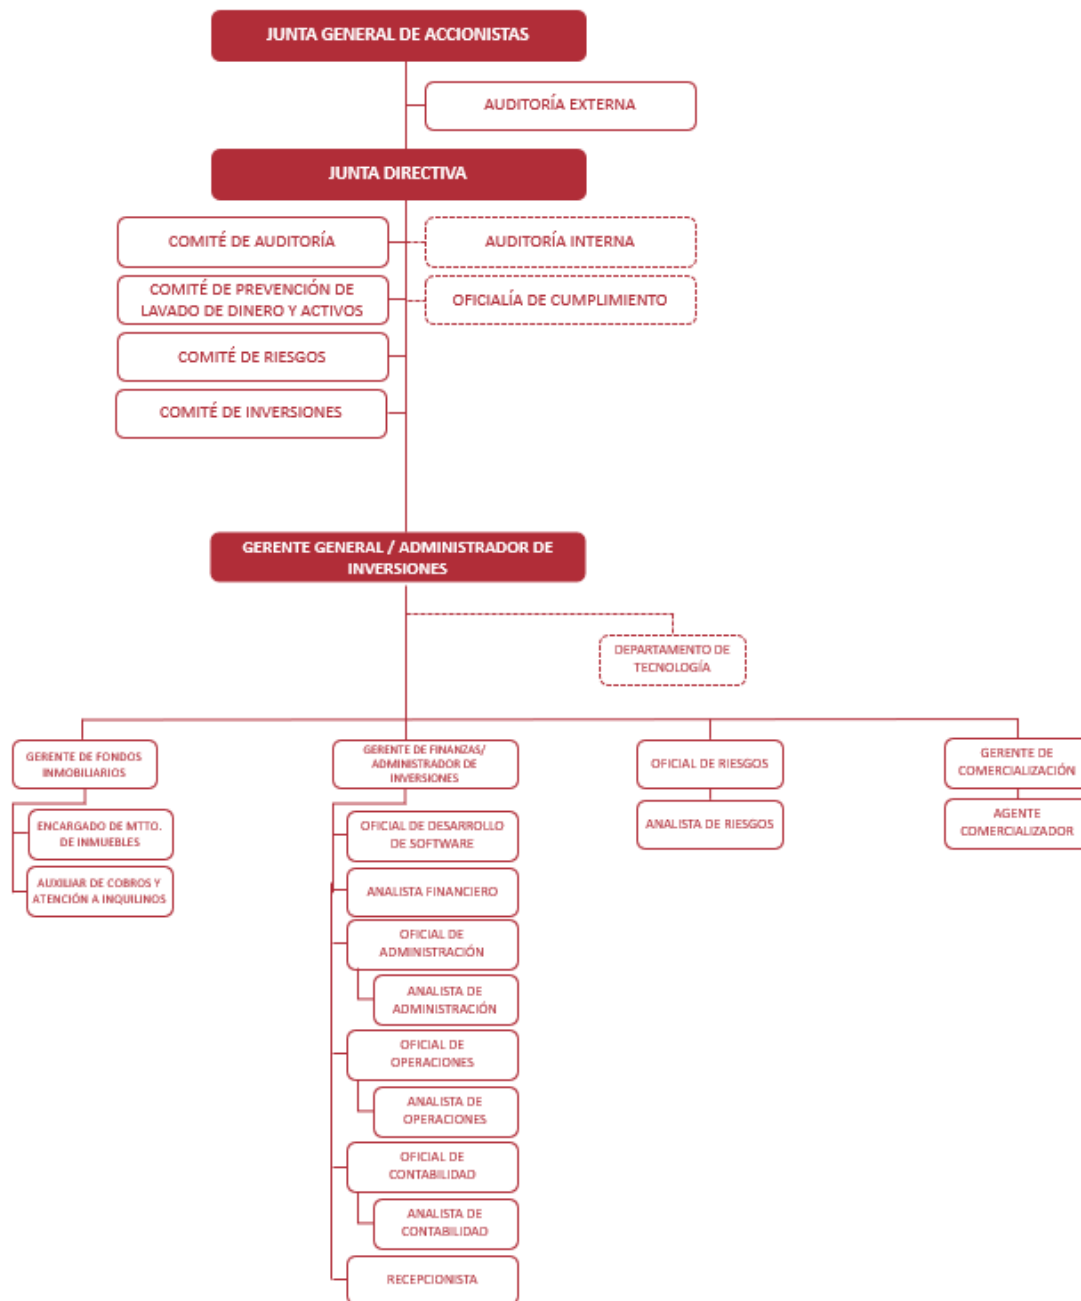 JUNTA GENERAL DE ACCIONISTAS
AUDITORÍA EXTERNA
JUNTA DIRECTIVA
COMITÉ DE AUDITORÍA
AUDITORÍA INTERNA
COMITÉ DE PREVENCIÓN DE
LAVADO DE DINERO Y ACTIVOS
OFICIALÍA DE CUMPLIMIENTO
COMITÉ DE RIESGOS
COMITÉ DE INVERSIONES
GERENTE GENERAL / ADMINISTRADOR DE
INVERSIONES
DEPARTAMENTO DE
TECNOLOGÍA
GERENTE DE FONDOS
INMOBILIARIOS
ENCARGADO DE MTTO.
DE INMUEBLES
AUXILIAR DE COBROS Y
ATENCIÓN A INQUILINOS
GERENTE DE FINANZAS/
ADMINISTRADOR DE
INVERSIONES
OFICIAL DE DESARROLLO
DE SOFTWARE
ANALISTA FINANCIERO
OFICIAL DE
ADMINISTRACIÓN
ANALISTA DE
ADMINISTRACIÓN
OFICIAL DE
OPERACIONES
ANALISTA DE
OPERACIONES
OFICIAL DE
CONTABILIDAD
ANALISTA DE
CONTABILIDAD
RECEPCIONISTA
OFICIAL DE RIESGOS
ANALISTA DE RIESGOS
GERENTE DE
COMERCIALIZACIÓN
AGENTE
COMERCIALIZADOR